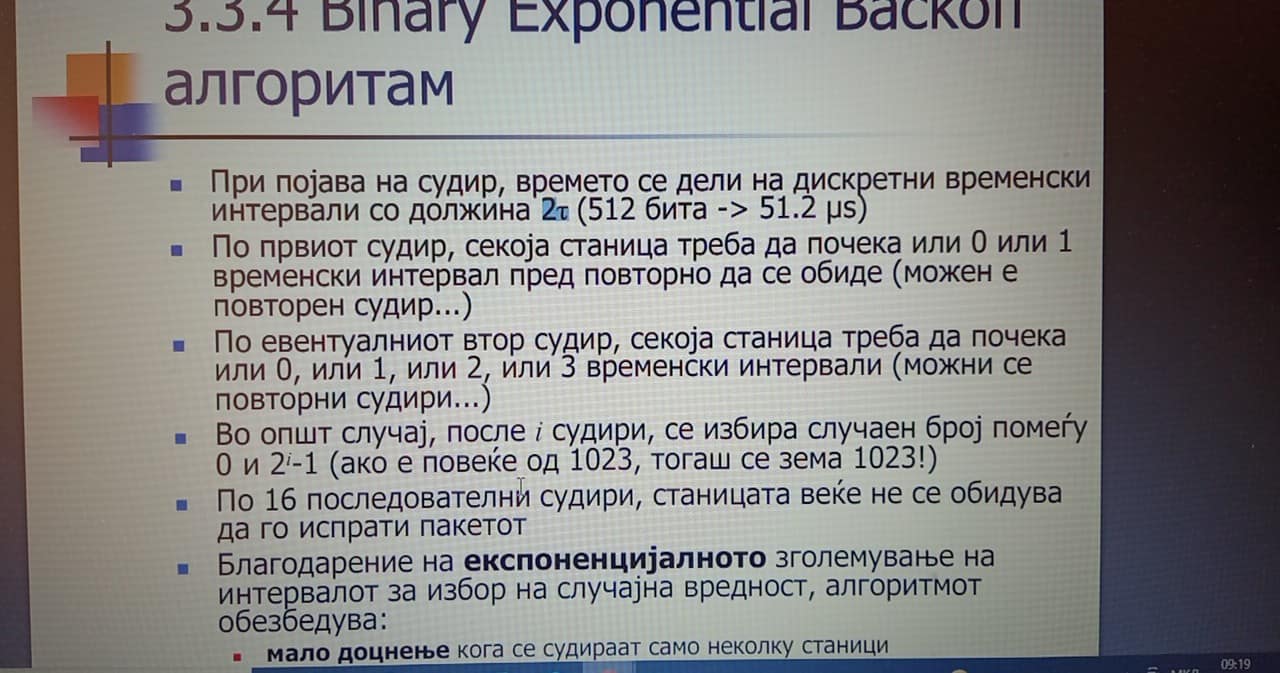 3.3.4 Binary Exponential Backoff
алгоритам
При појава на судир, времето се дели на дискретни временски
интервали со должина 2τ (512 бита -> 51.2 µs)
По првиот судир, секоја станица треба да почека или 0 или 1
временски интервал пред повторно да се обиде (можен е
повторен судир...)
По евентуалниот втор судир, секоја станица треба да почека
или 0, или 1, или 2, или 3 временски интервали (можни се
повторни судири...)
Во општ случај, после i судири, се избира случаен број помеѓу
0 и 2ⁱ-1 (ако е повеќе од 1023, тогаш се зема 1023!)
По 16 последователни судири, станицата веќе не се обидува
да го испрати пакетот
Благодарение на експоненцијалното зголемување на
интервалот за избор на случајна вредност, алгоритмот
обезбедува:
мало доцнење кога се судираат само неколку станици
09:19